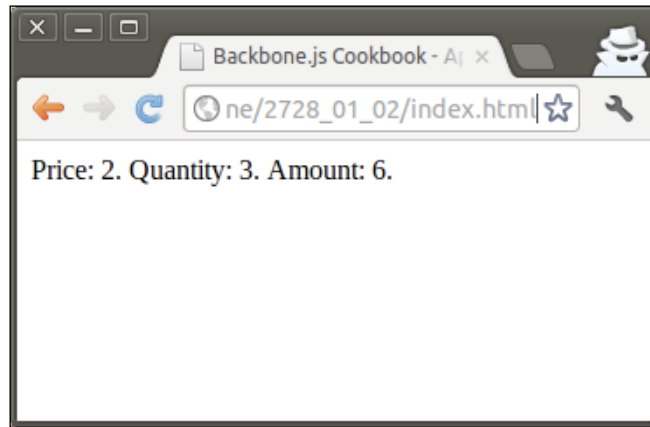 Backbone.js Cookbook - A
ne/2728_01_02/index.html
Price: 2. Quantity: 3. Amount: 6.